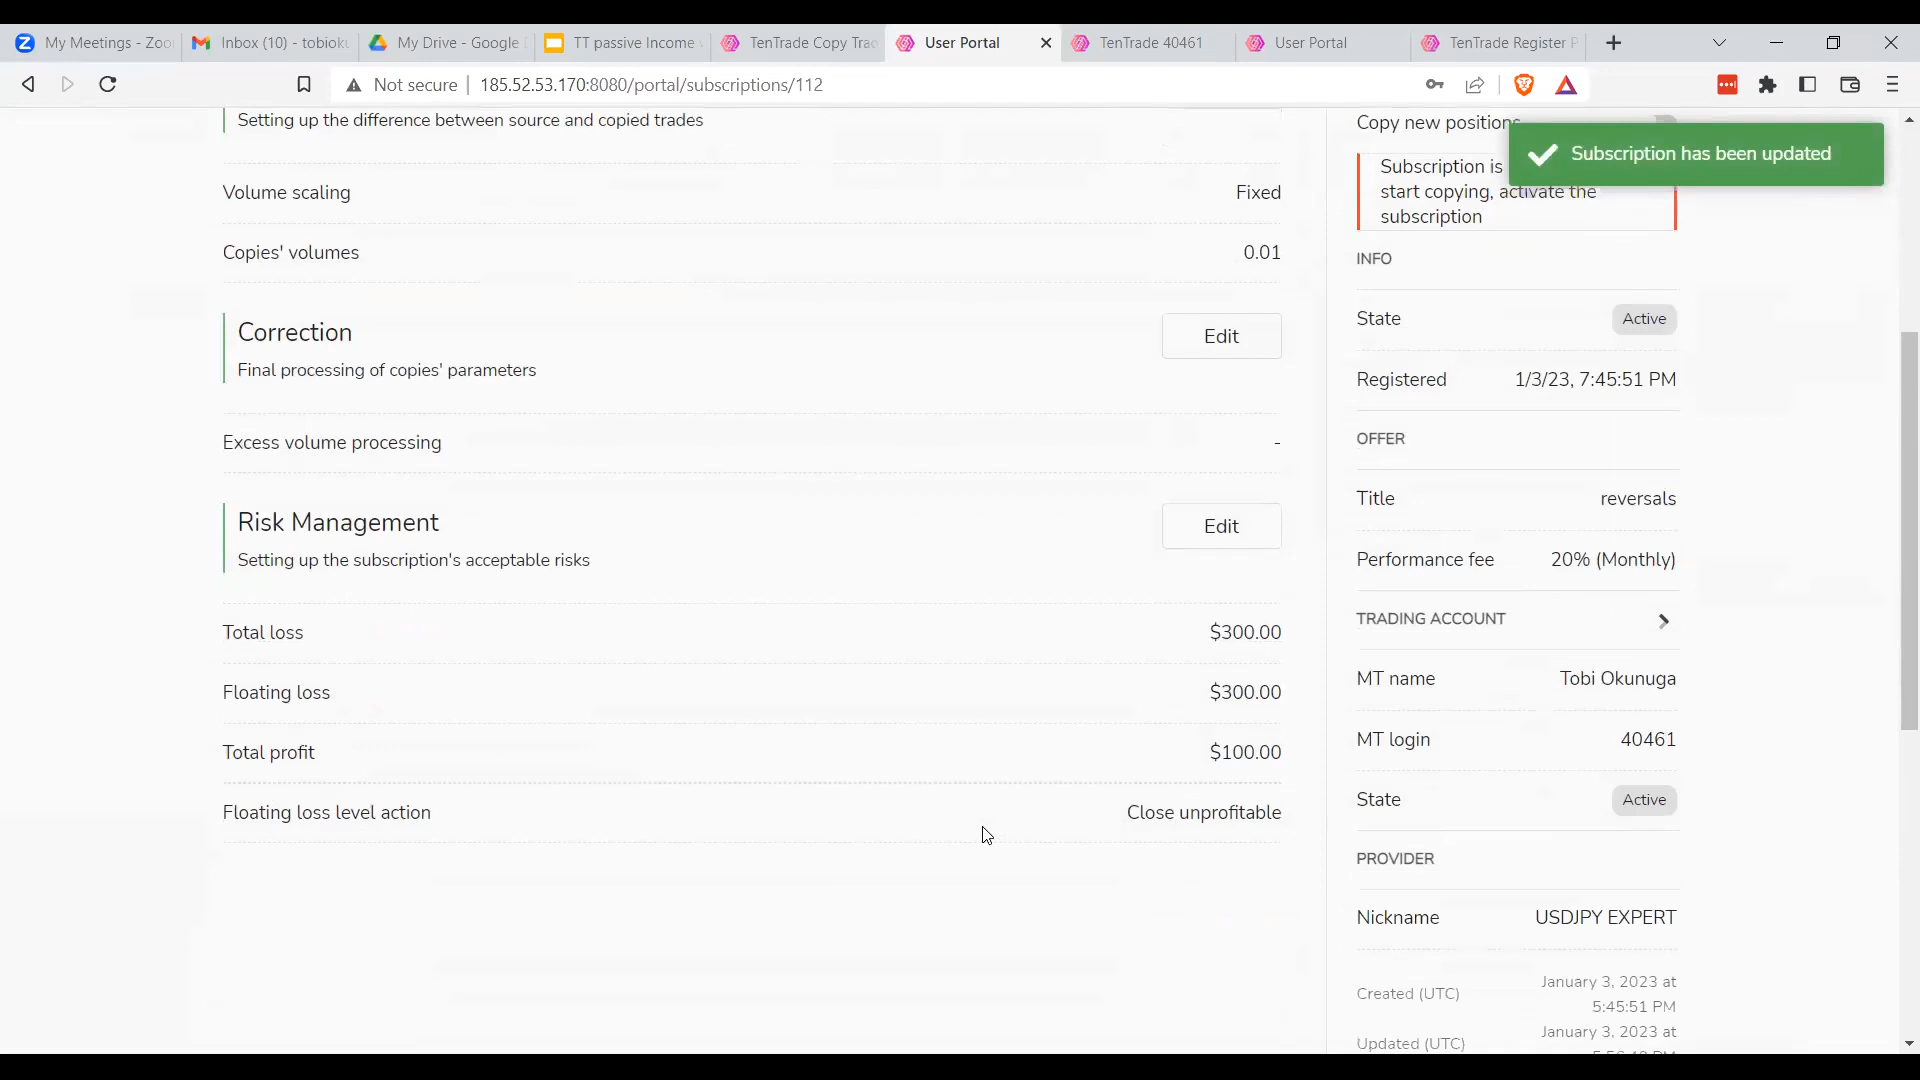 My Meetings - Zoo
Inbox (10) - tobioku
My Drive - Google D
TT passive Income
TenTrade Copy Trad
User Portal
TenTrade 40461
User Portal
TenTrade Register P
Not secure
185.52.53.170:8080/portal/subscriptions/112
Setting up the difference between source and copied trades
Volume scaling
Fixed
Copies' volumes
0.01
Correction
Edit
Final processing of copies' parameters
Excess volume processing
-
Risk Management
Edit
Setting up the subscription's acceptable risks
Total loss
$300.00
Floating loss
$300.00
Total profit
$100.00
Floating loss level action
Close unprofitable
Copy new positions
Subscription has been updated
Subscription is
start copying, activate the
subscription
INFO
State
Active
Registered
1/3/23, 7:45:51 PM
OFFER
Title
reversals
Performance fee
20% (Monthly)
TRADING ACCOUNT
MT name
Tobi Okunuga
MT login
40461
State
Active
PROVIDER
Nickname
USDJPY EXPERT
Created (UTC)
January 3, 2023 at
5:45:51 PM
Updated (UTC)
January 3, 2023 at